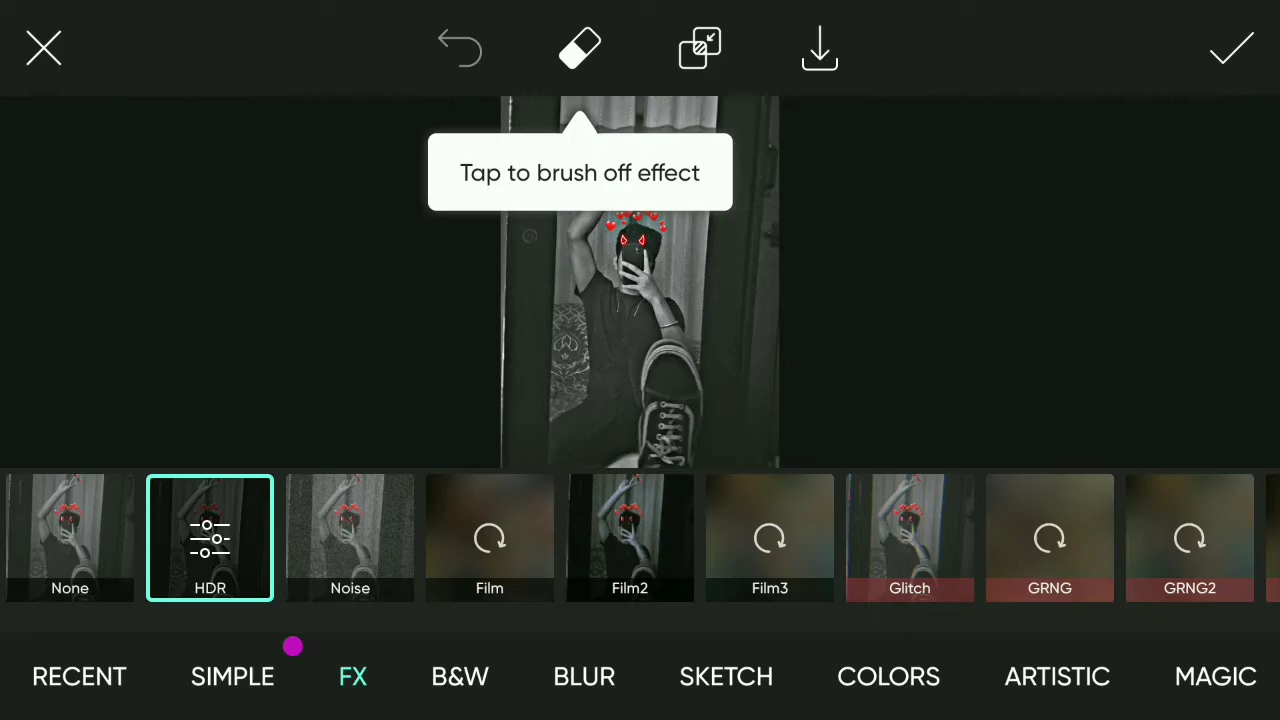 Tap to brush off effect
None
HDR
Noise
Film
Film2
Film3
Glitch
GRNG
GRNG2
RECENT
SIMPLE
FX
B&W
BLUR
SKETCH
COLORS
ARTISTIC
MAGIC